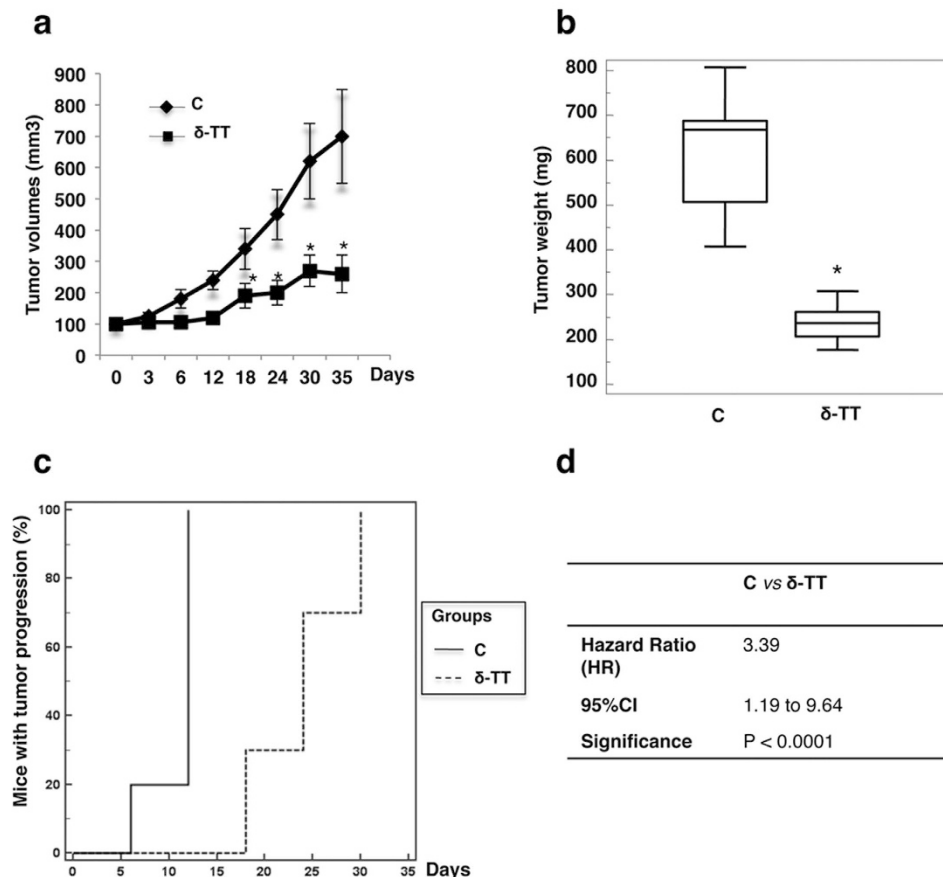 a
Tumor volumes (mm3)
900
800
700
600
500
400
300
200
100
0
C
δ-TT
* * * *
0 3 6 12 18 24 30 35 Days
b
Tumor weight (mg)
800
700
600
400
250
200
100
*
C δ-TT
c
Mice with tumor progression (%)
100
80
60
40
20
0
0 5 10 15 20 25 30 35 Days
Groups
C
δ-TT
d
C vs δ-TT
Hazard Ratio 3.39
(HR)
95%CI 1.19 to 9.64
Significance P < 0.0001